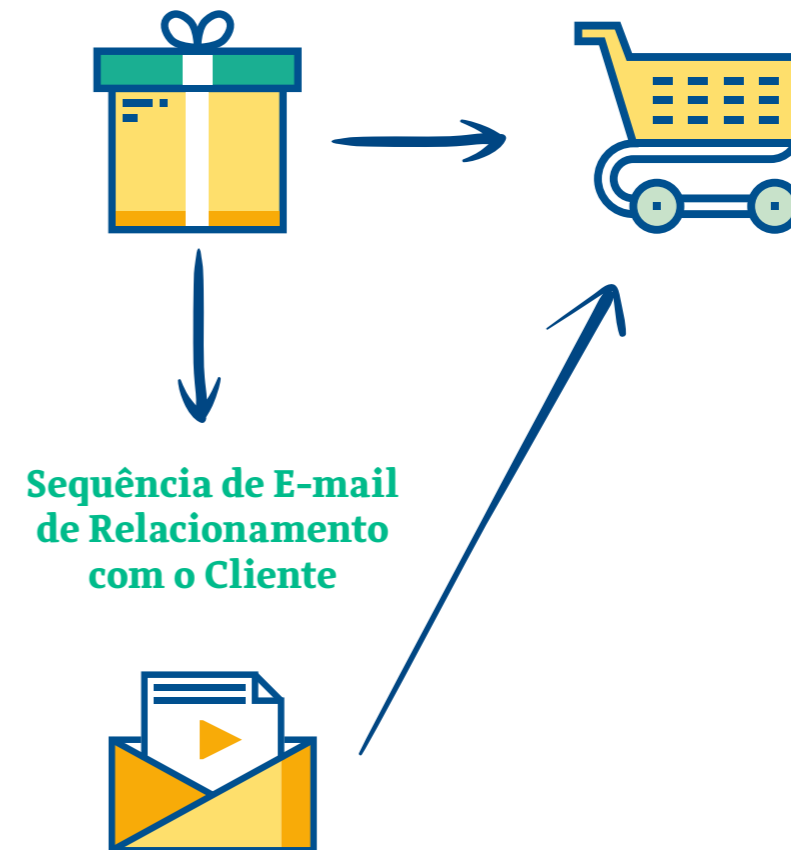 Sequência de E-mail
de Relacionamento
com o Cliente